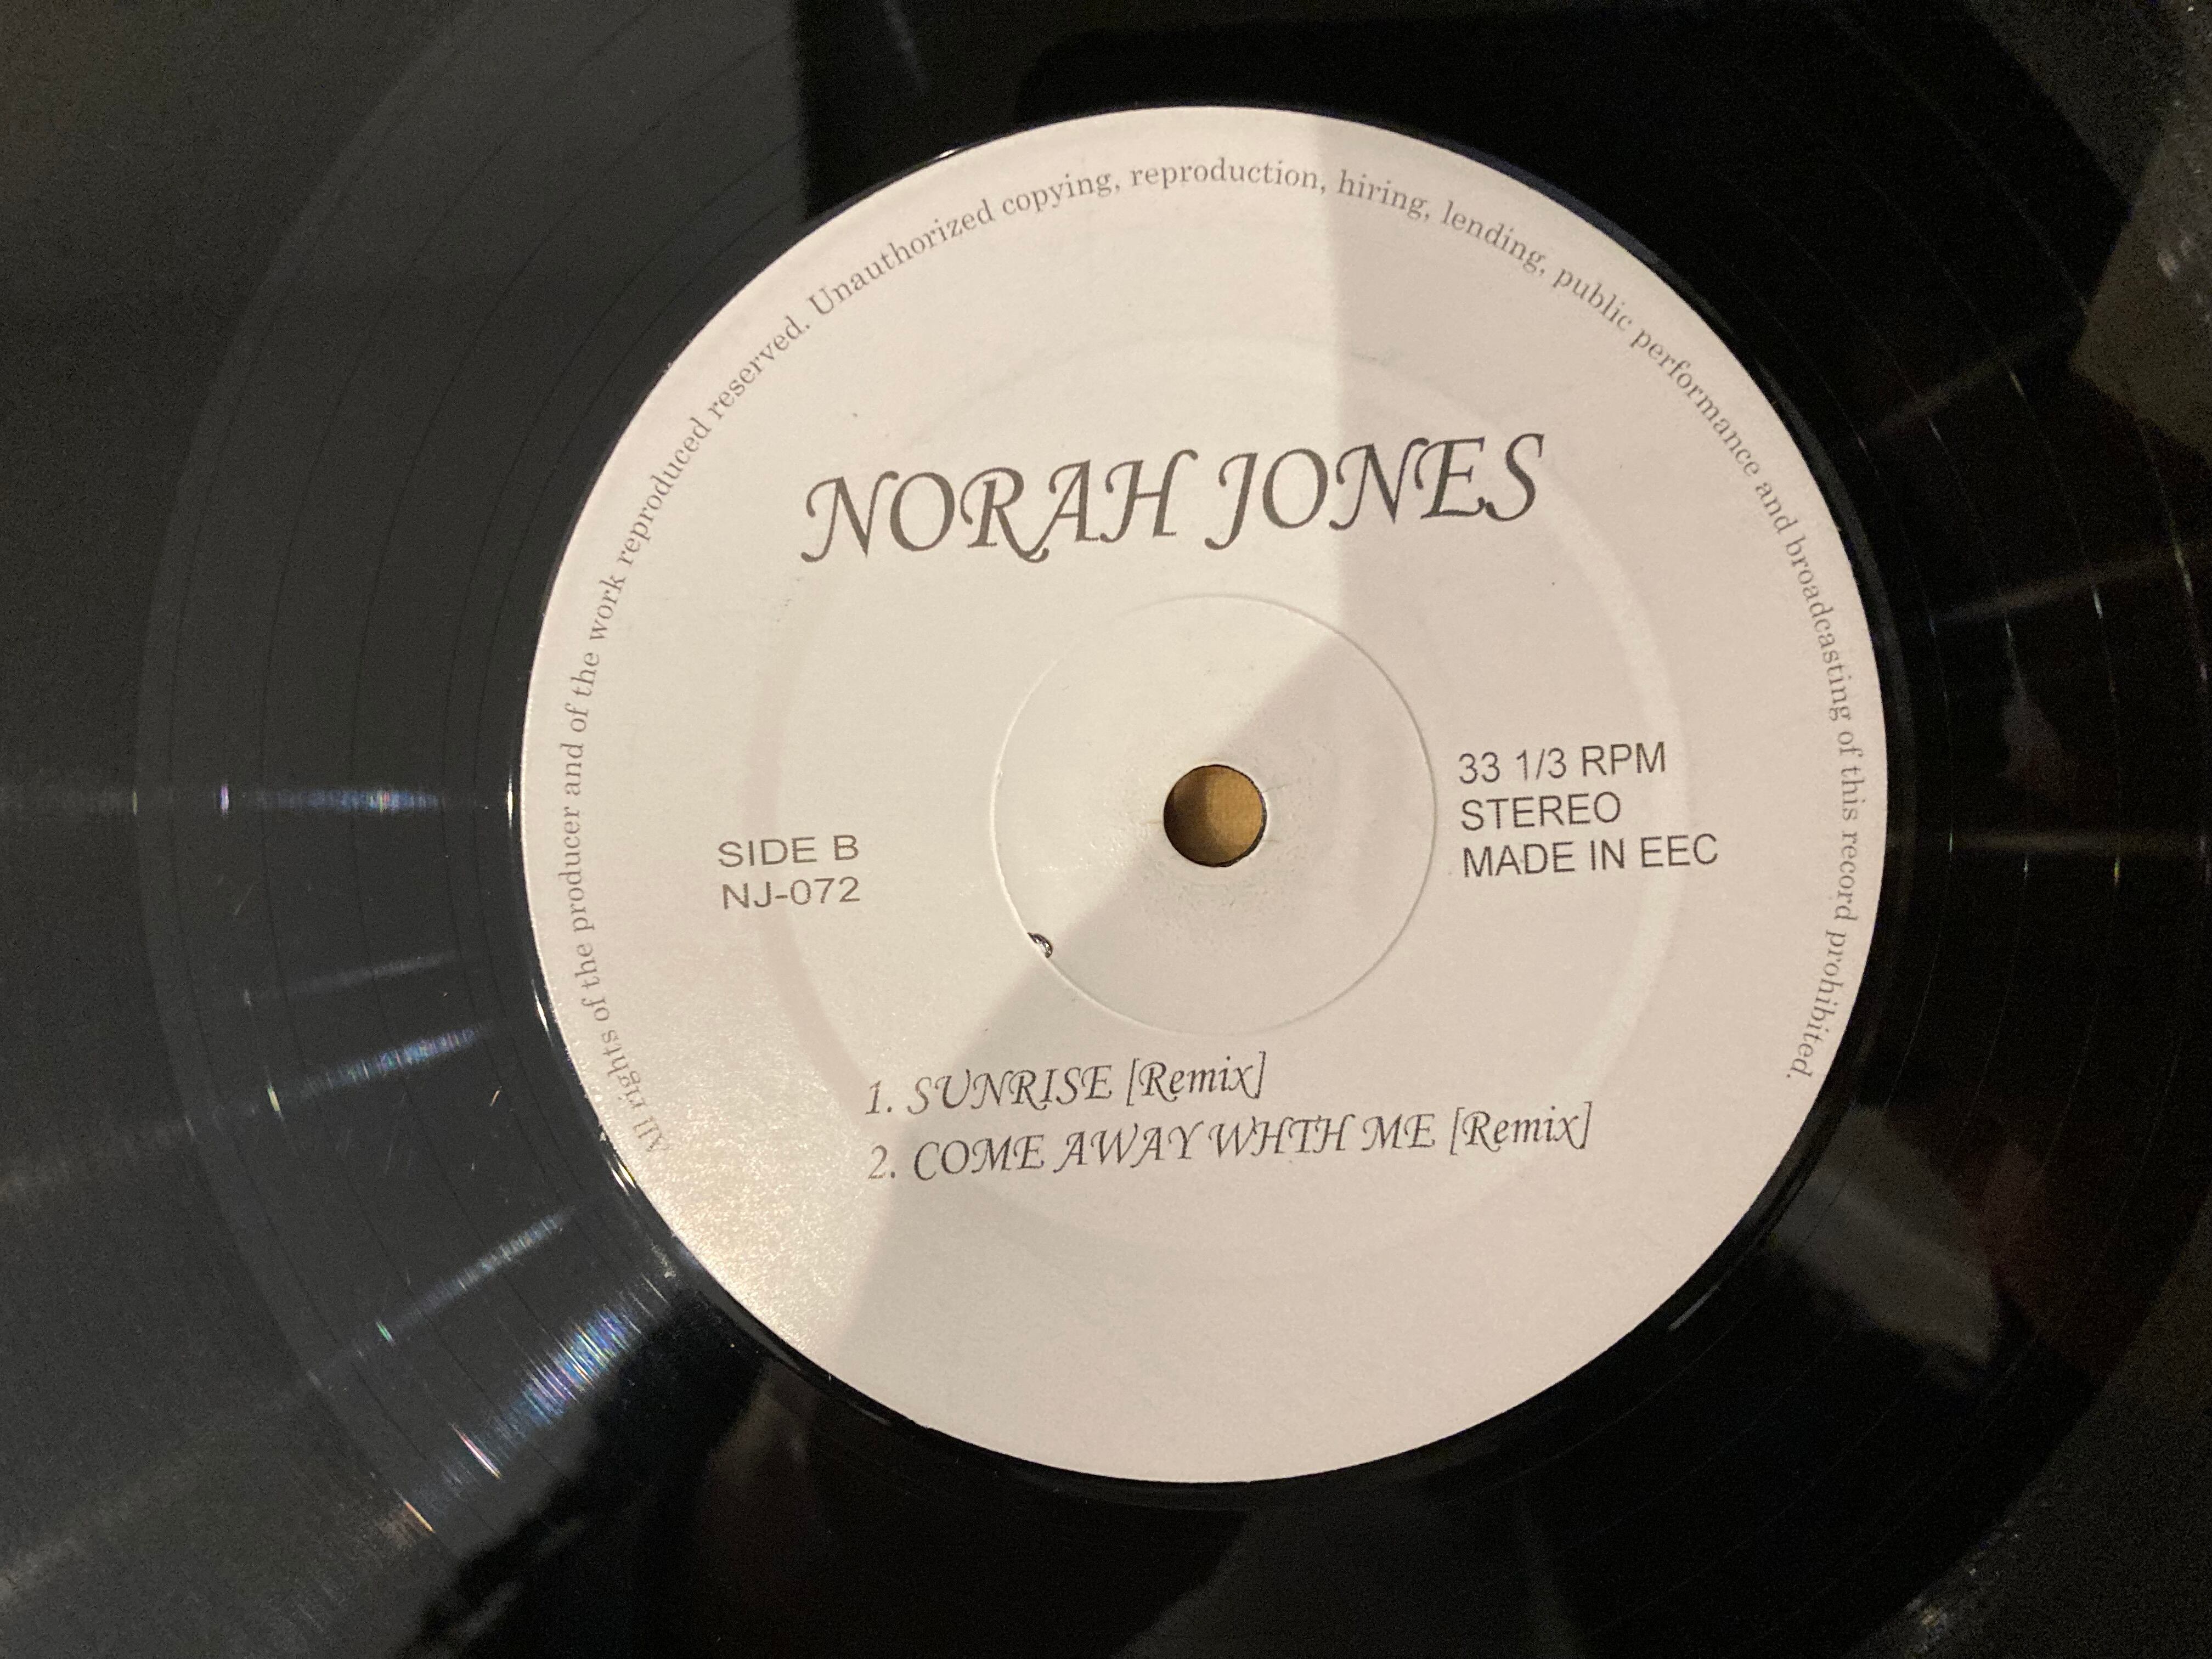 All rights of the producer and of the work reproduced reserved. Unauthorized copying, reproduction, hiring, lending, public performance and broadcasting of this record prohibited.
NORAH JONES
SIDE B
NJ-072
33 1/3 RPM
STEREO
MADE IN EEC
1. SUNRISE [Remix]
2. COME AWAY WHTH ME [Remix]